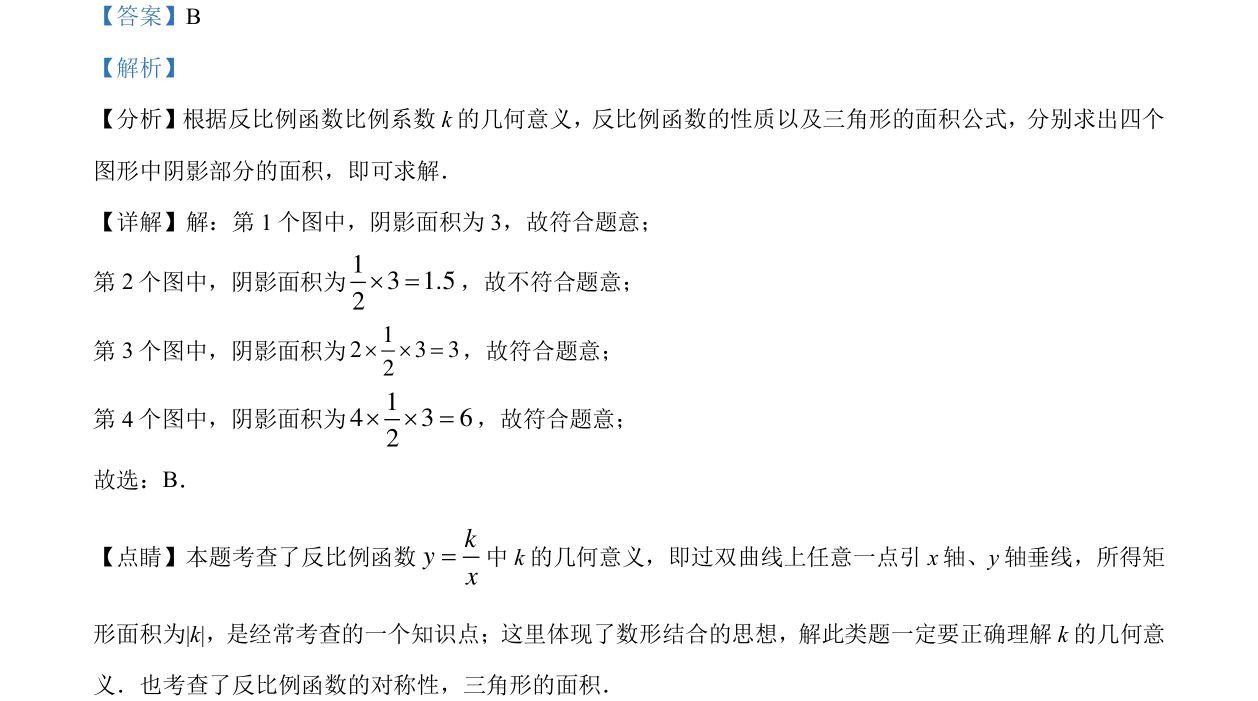 【答案】B
【解析】
【分析】根据反比例函数比例系数 k 的几何意义，反比例函数的性质以及三角形的面积公式，分别求出四个
图形中阴影部分的面积，即可求解．
【详解】解：第 1 个图中，阴影面积为 3，故符合题意；
第 2 个图中，阴影面积为 1/2×3=1.5，故不符合题意；
第 3 个图中，阴影面积为 2×1/2×3=3，故符合题意；
第 4 个图中，阴影面积为 4×1/2×3=6，故符合题意；
故选：B．
【点睛】本题考查了反比例函数 y=k/x 中 k 的几何意义，即过双曲线上任意一点引 x 轴、y 轴垂线，所得矩
形面积为|k|，是经常考查的一个知识点；这里体现了数形结合的思想，解此类题一定要正确理解 k 的几何意
义．也考查了反比例函数的对称性，三角形的面积．